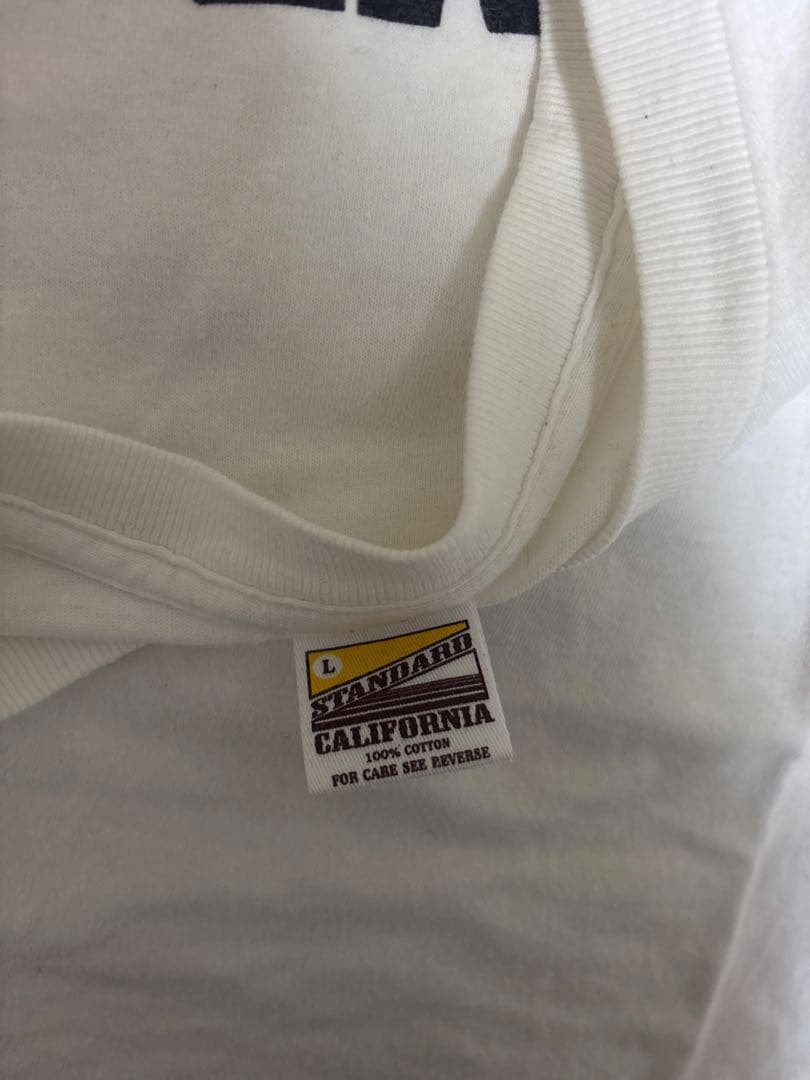 L
STANDARD
CALIFORNIA
100% COTTON
FOR CARE SEE REVERSE